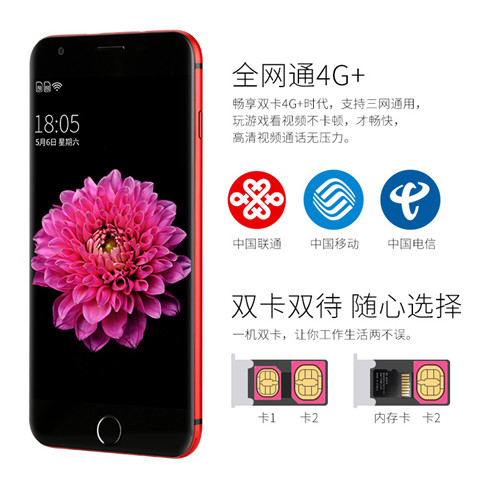 全网通4G+
畅享双卡4G+时代，支持三网通用，
玩游戏看视频不卡顿，才畅快，
高清视频通话无压力。
18:05
5月6日 星期六
中国联通 中国移动 中国电信
双卡双待 随心选择
一机双卡，让你工作生活两不误。
卡1 卡2 内存卡 卡2